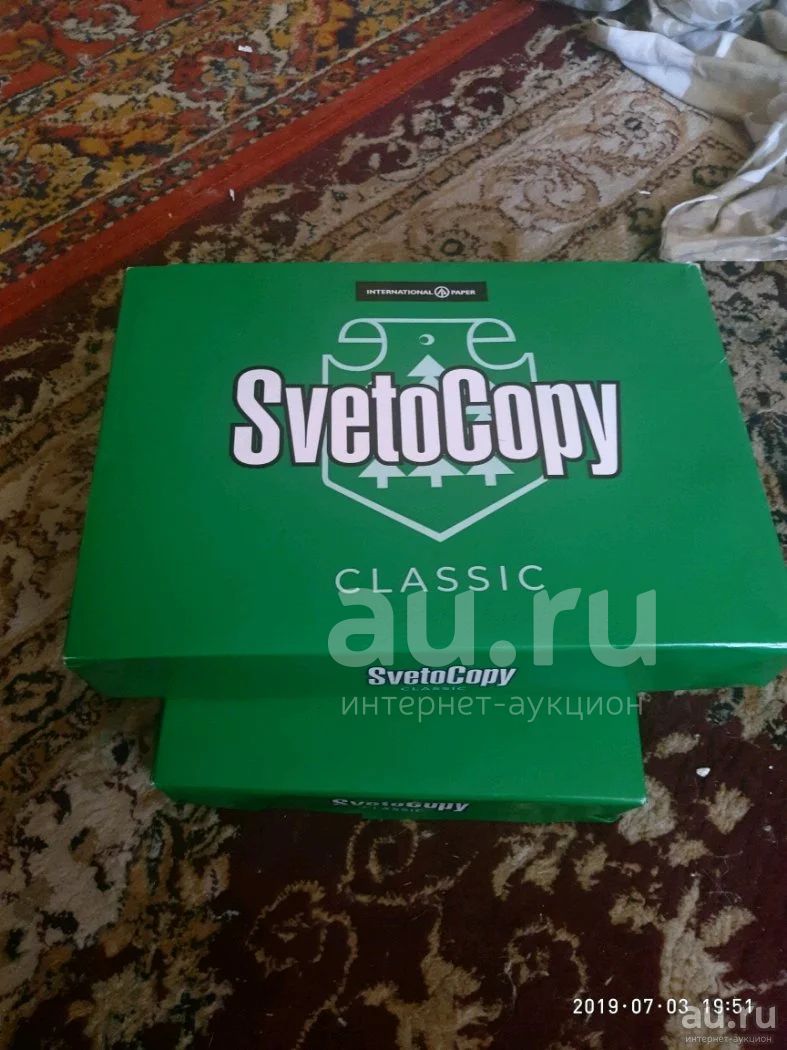 INTERNATIONAL PAPER
SvetoCopy
CLASSIC
au.ru
SvetoCopy
CLASSIC
интернет-аукцион
SvetoCopy
CLASSIC
2019·07·03 19:51
au.ru
интернет-аукцион